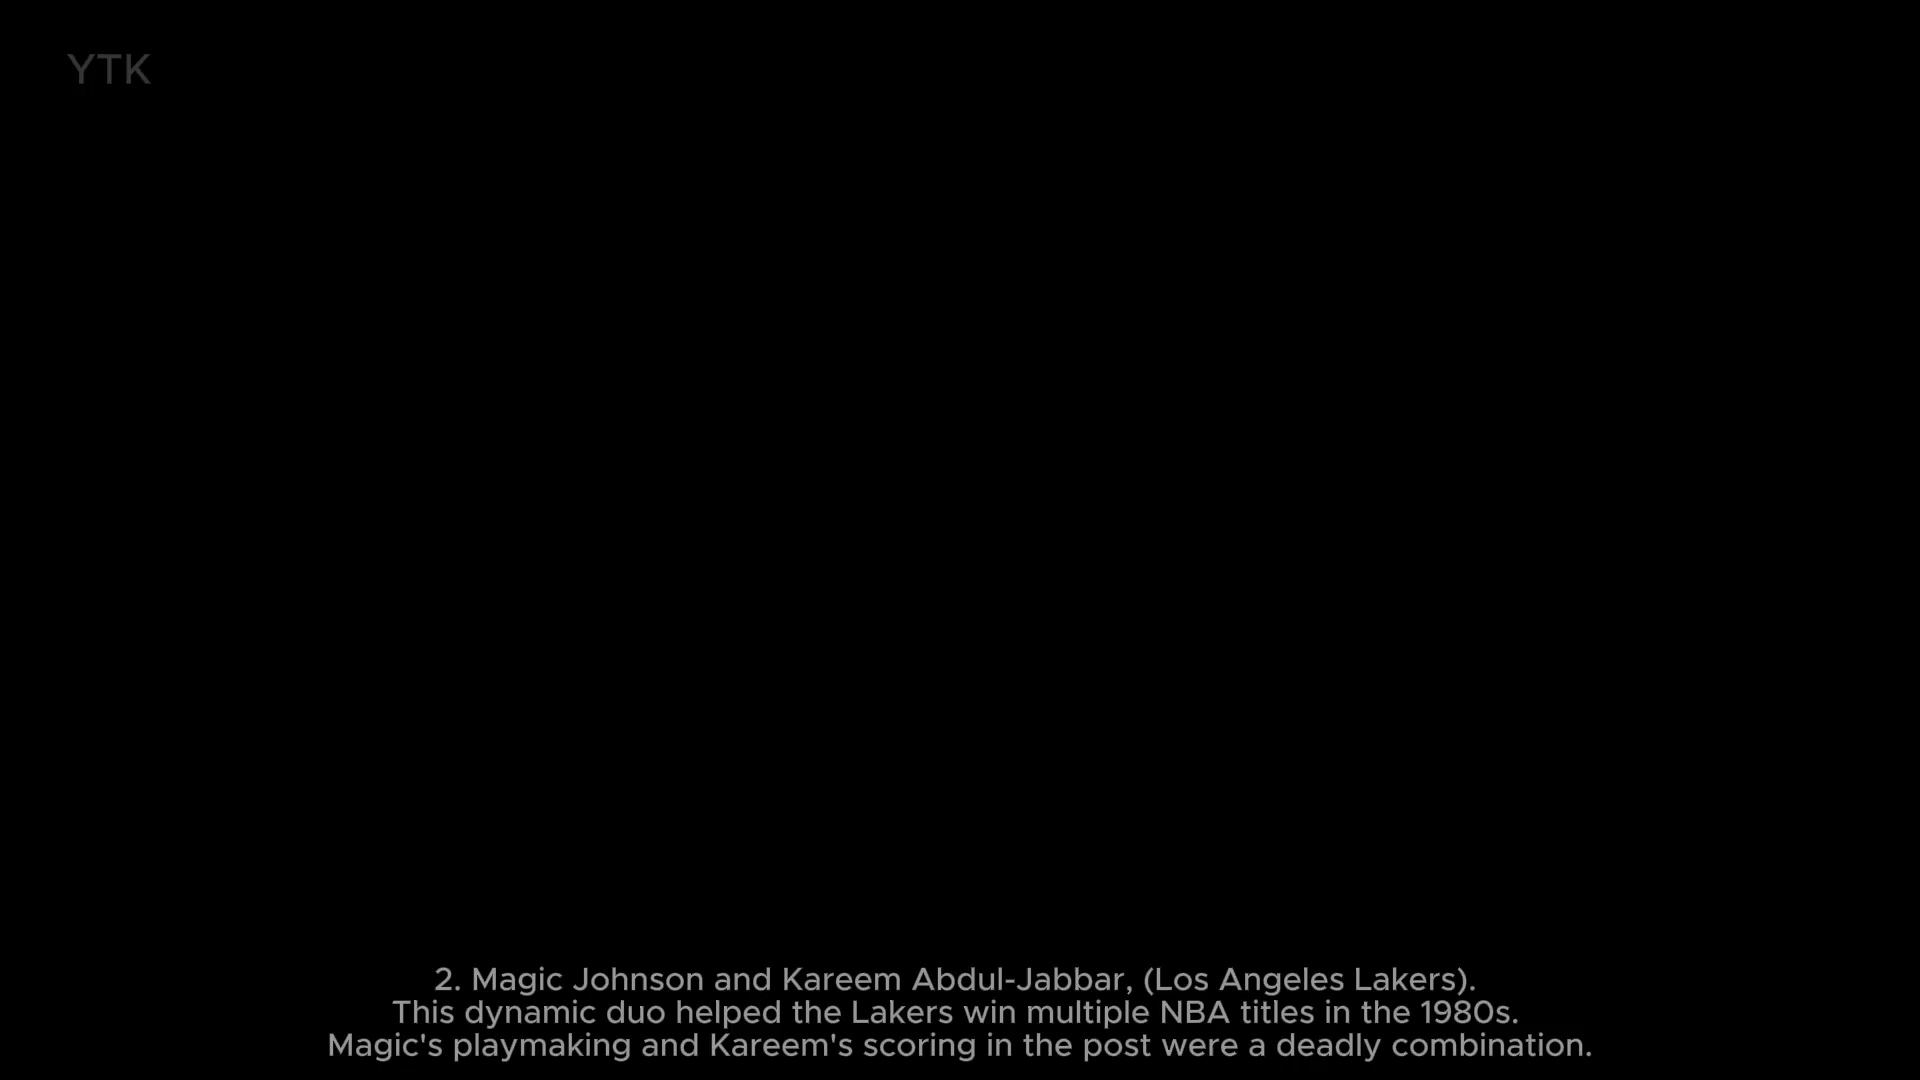 YTK
2. Magic Johnson and Kareem Abdul-Jabbar, (Los Angeles Lakers).
This dynamic duo helped the Lakers win multiple NBA titles in the 1980s.
Magic's playmaking and Kareem's scoring in the post were a deadly combination.